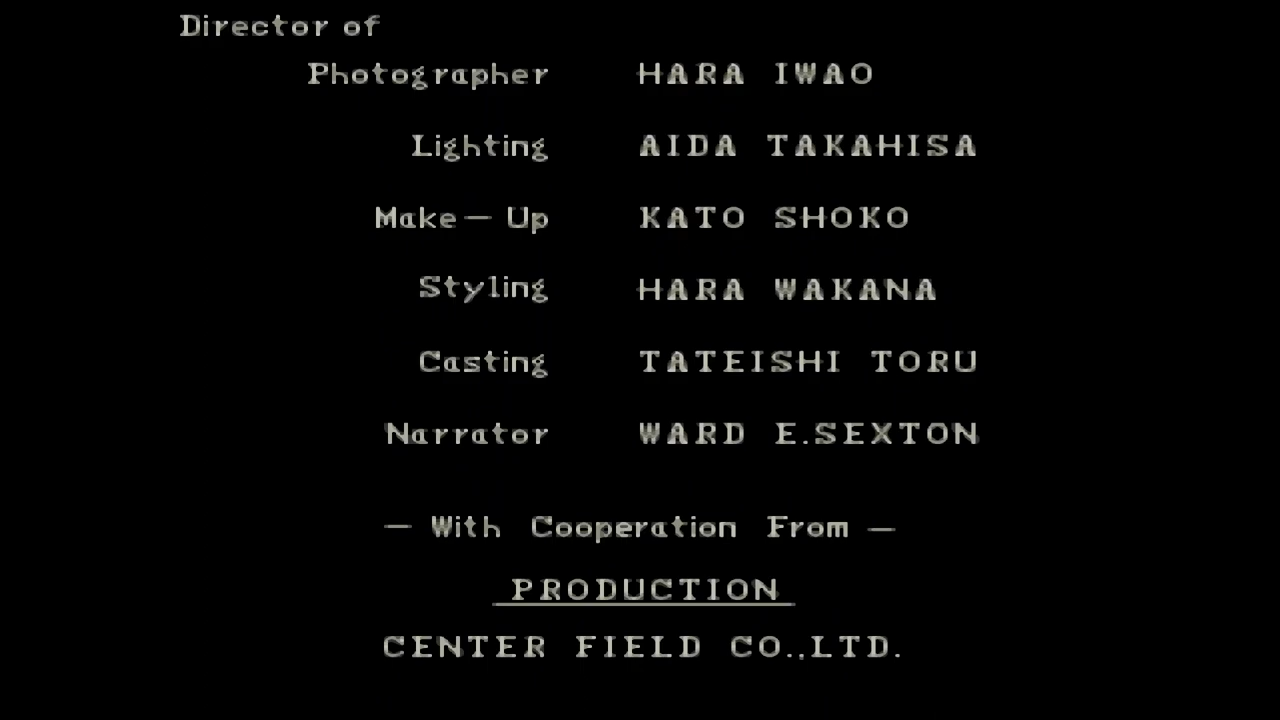 Director of
Photographer HARA IWAO
Lighting AIDA TAKAHISA
Make— Up KATO SHOKO
Styling HARA WAKANA
Casting TATEISHI TORU
Narrator WARD E.SEXTON
— With Cooperation From —
PRODUCTION
CENTER FIELD CO.,LTD.